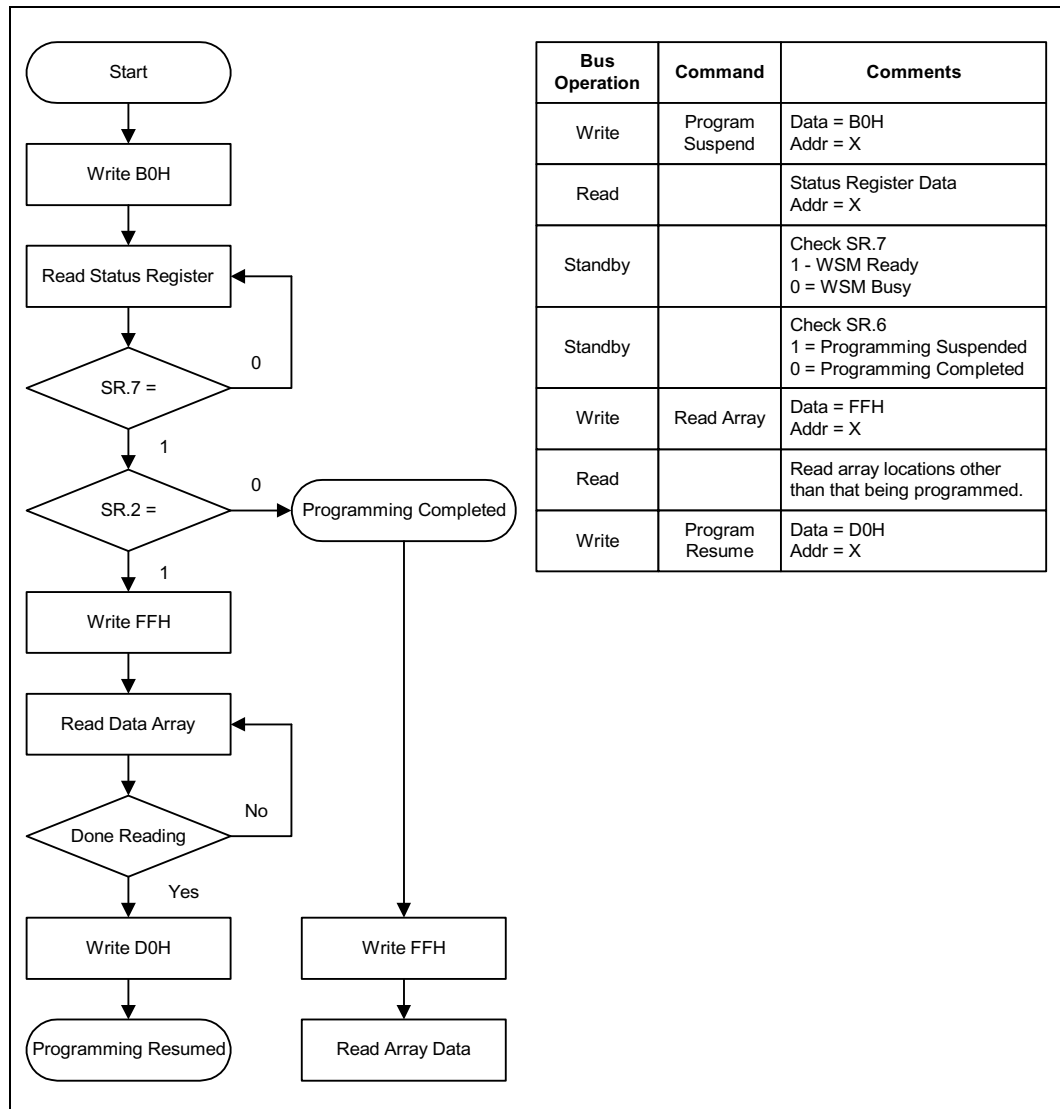 Start
Write B0H
Read Status Register
0
SR.7 =
1
0
SR.2 =
Programming Completed
1
Write FFH
Read Data Array
No
Done Reading
Yes
Write D0H
Write FFH
Programming Resumed
Read Array Data
Bus
Operation
Command
Comments
Write
Program
Suspend
Data = B0H
Addr = X
Read
Status Register Data
Addr = X
Standby
Check SR.7
1 - WSM Ready
0 = WSM Busy
Standby
Check SR.6
1 = Programming Suspended
0 = Programming Completed
Write
Read Array
Data = FFH
Addr = X
Read
Read array locations other
than that being programmed.
Write
Program
Resume
Data = D0H
Addr = X